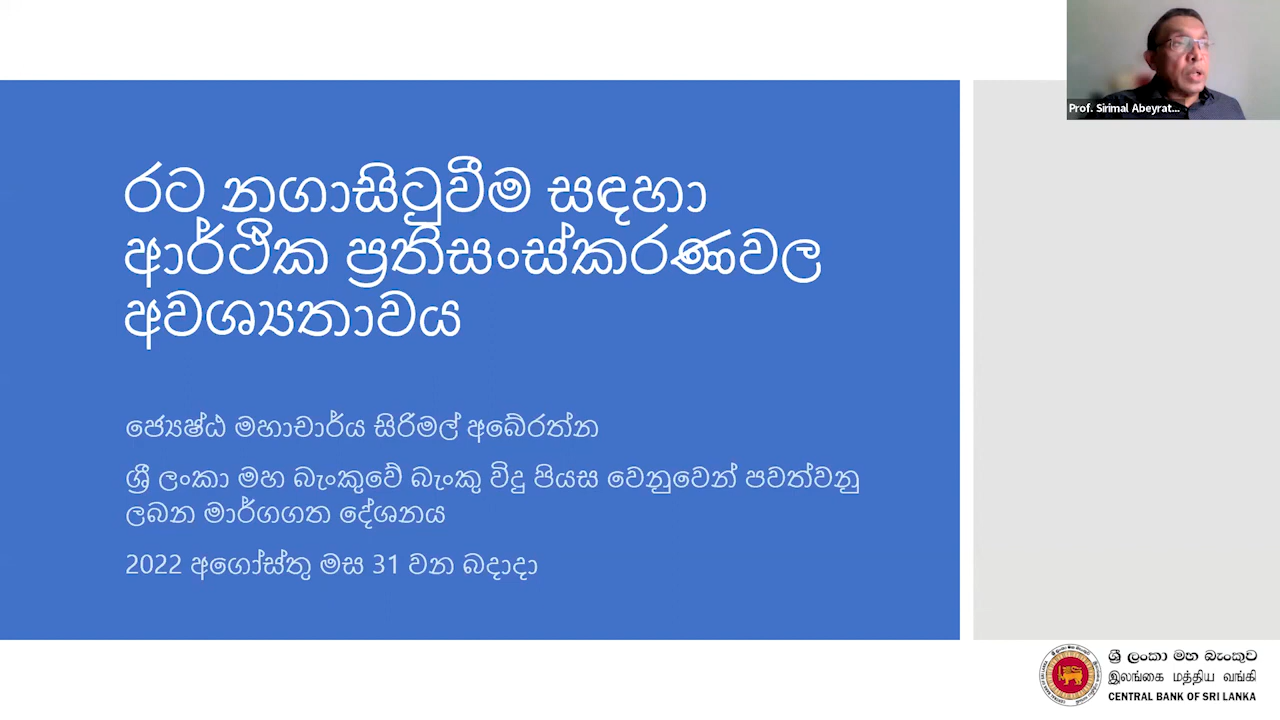 Prof. Sirimal Abeyrat...
රට නගාසිටුවීම සඳහා
ආර්ථික ප්‍රතිසංස්කරණවල
අවශ්‍යතාවය
ජ්‍යෙෂ්ඨ මහාචාර්ය සිරිමල් අබේරත්න
ශ්‍රී ලංකා මහ බැංකුවේ බැංකු විදු පියස වෙනුවෙන් පවත්වනු
ලබන මාර්ගගත දේශනය
2022 අගෝස්තු මස 31 වන බදාදා
ශ්‍රී ලංකා මහ බැංකුව
இலங்கை மத்திய வங்கி
CENTRAL BANK OF SRI LANKA